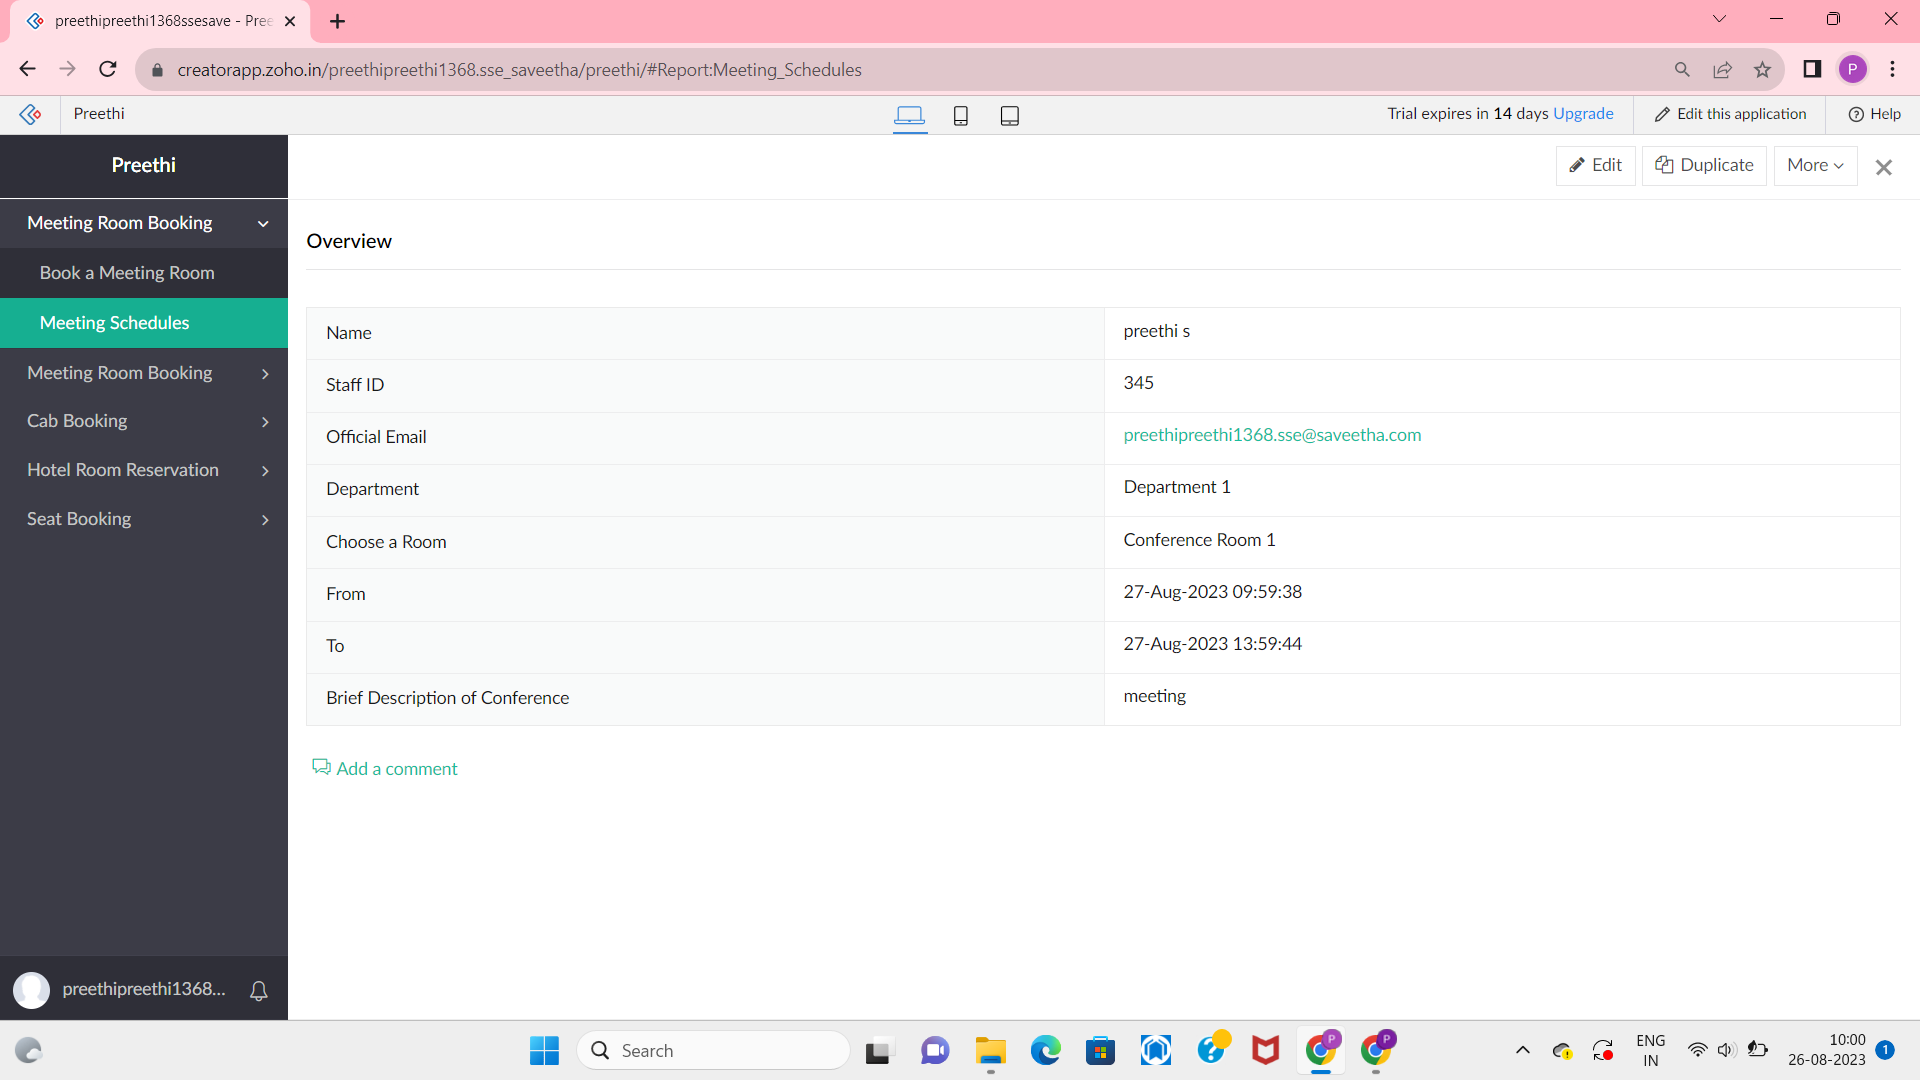 preethipreethi1368ssesave - Pree
creatorapp.zoho.in/preethipreethi1368.sse_saveetha/preethi/#Report:Meeting_Schedules
P
Preethi
Trial expires in 14 days Upgrade
Edit this application
Help
Preethi
Edit
Duplicate
More
Meeting Room Booking
Book a Meeting Room
Meeting Schedules
Meeting Room Booking
Cab Booking
Hotel Room Reservation
Seat Booking
Overview
Name preethi s
Staff ID 345
Official Email preethipreethi1368.sse@saveetha.com
Department Department 1
Choose a Room Conference Room 1
From 27-Aug-2023 09:59:38
To 27-Aug-2023 13:59:44
Brief Description of Conference meeting
Add a comment
preethipreethi1368...
Search
P
P
ENG
IN
10:00
26-08-2023
1